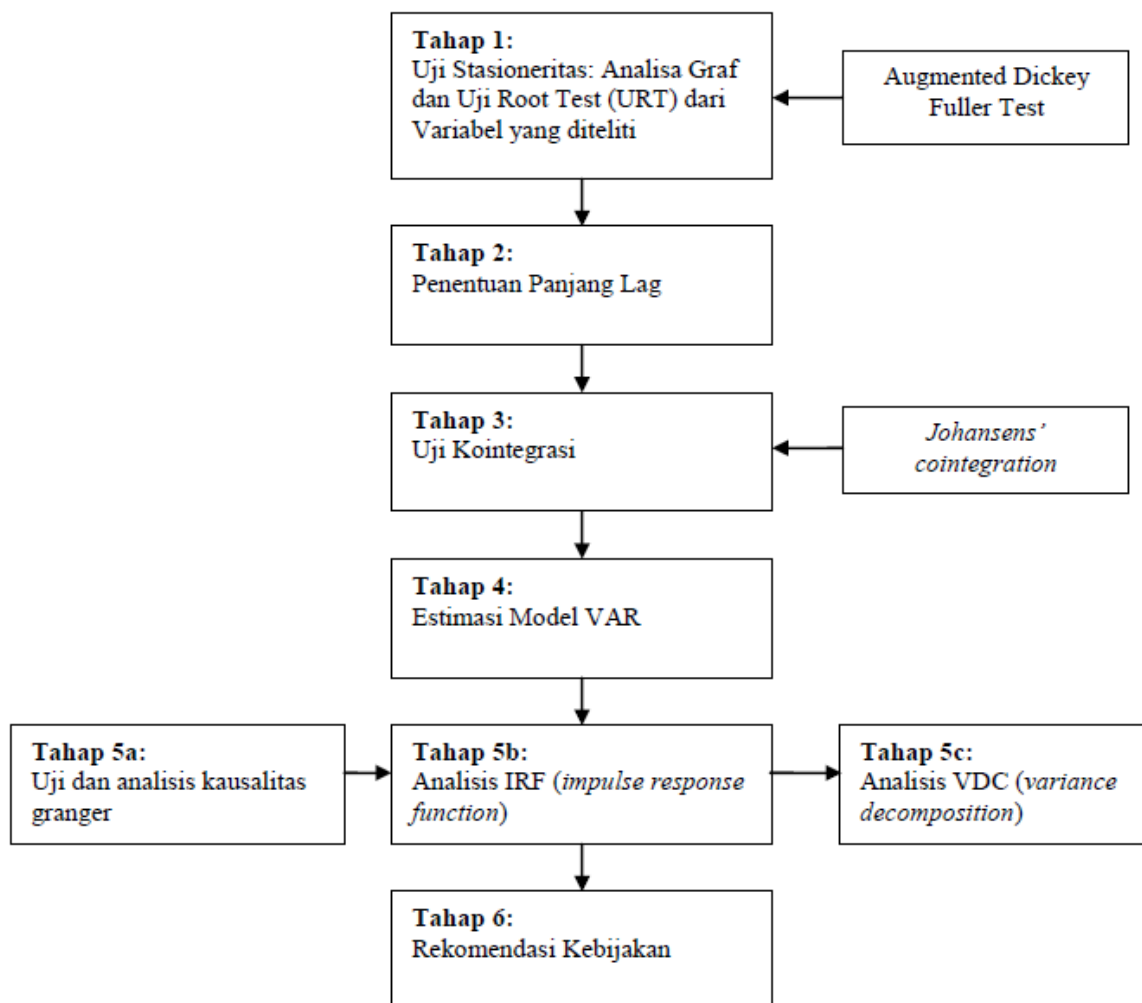 Tahap 1:
Uji Stasioneritas: Analisa Graf
dan Uji Root Test (URT) dari
Variabel yang diteliti
Augmented Dickey
Fuller Test
Tahap 2:
Penentuan Panjang Lag
Tahap 3:
Uji Kointegrasi
Johansens’
cointegration
Tahap 4:
Estimasi Model VAR
Tahap 5a:
Uji dan analisis kausalitas
granger
Tahap 5b:
Analisis IRF (impulse response
function)
Tahap 5c:
Analisis VDC (variance
decomposition)
Tahap 6:
Rekomendasi Kebijakan